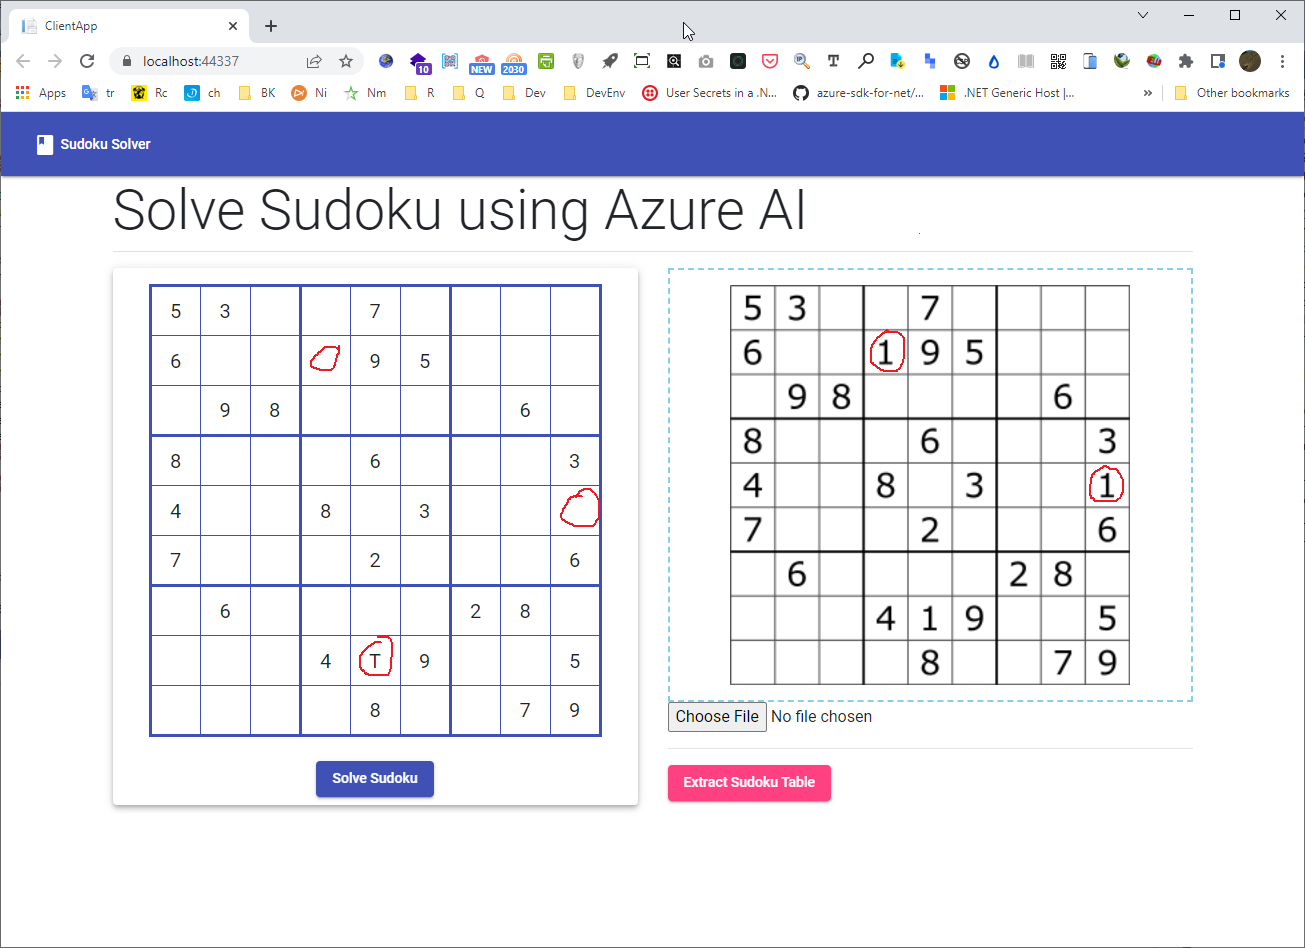 ClientApp
localhost:44337
10 NEW 2030
Apps tr Rc ch BK Ni Nm R Q Dev DevEnv User Secrets in a .N... azure-sdk-for-net/... .NET Generic Host |... » Other bookmarks
Sudoku Solver
Solve Sudoku using Azure AI
5 3 7
6 9 5
9 8 6
8 6 3
4 8 3
7 2 6
6 2 8
4 T 9 5
8 7 9
Solve Sudoku
5 3 7
6 1 9 5
9 8 6
8 6 3
4 8 3 1
7 2 6
6 2 8
4 1 9 5
8 7 9
Choose File No file chosen
Extract Sudoku Table